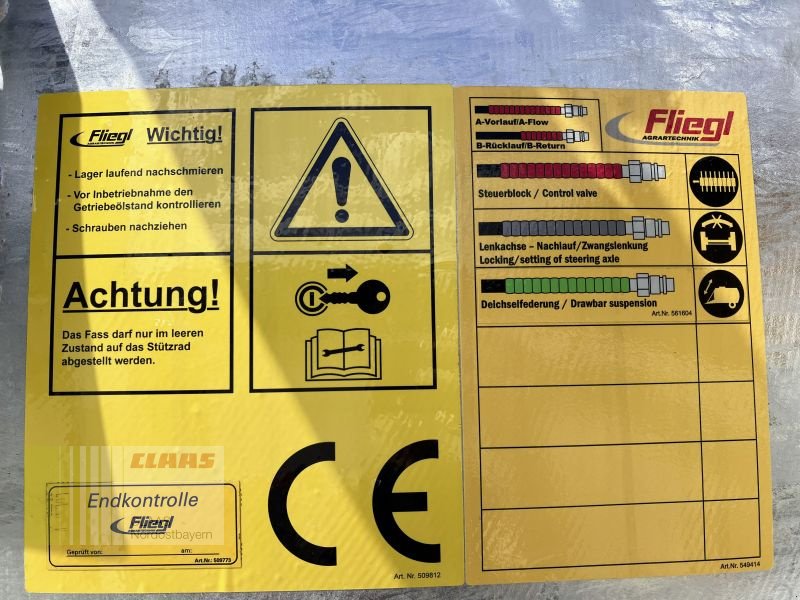 Fliegl
AGRARTECHNIK
Wichtig!
- Lager laufend nachschmieren
- Vor Inbetriebnahme den
Getriebeölstand kontrollieren
- Schrauben nachziehen
Achtung!
Das Fass darf nur im leeren
Zustand auf das Stützrad
abgestellt werden.
CLAAS
Endkontrolle
Fliegl
Nordostbayern
Geprüft von:
am:
Art.Nr.: 509773
CE
Art. Nr. 509812
A-Vorlauf/A-Flow
B-Rücklauf/B-Return
Fliegl
AGRARTECHNIK
Steuerblock / Control valve
Lenkachse – Nachlauf/Zwangslenkung
Locking/setting of steering axle
Deichselfederung / Drawbar suspension
Art.Nr. 561604
Art.Nr. 549414